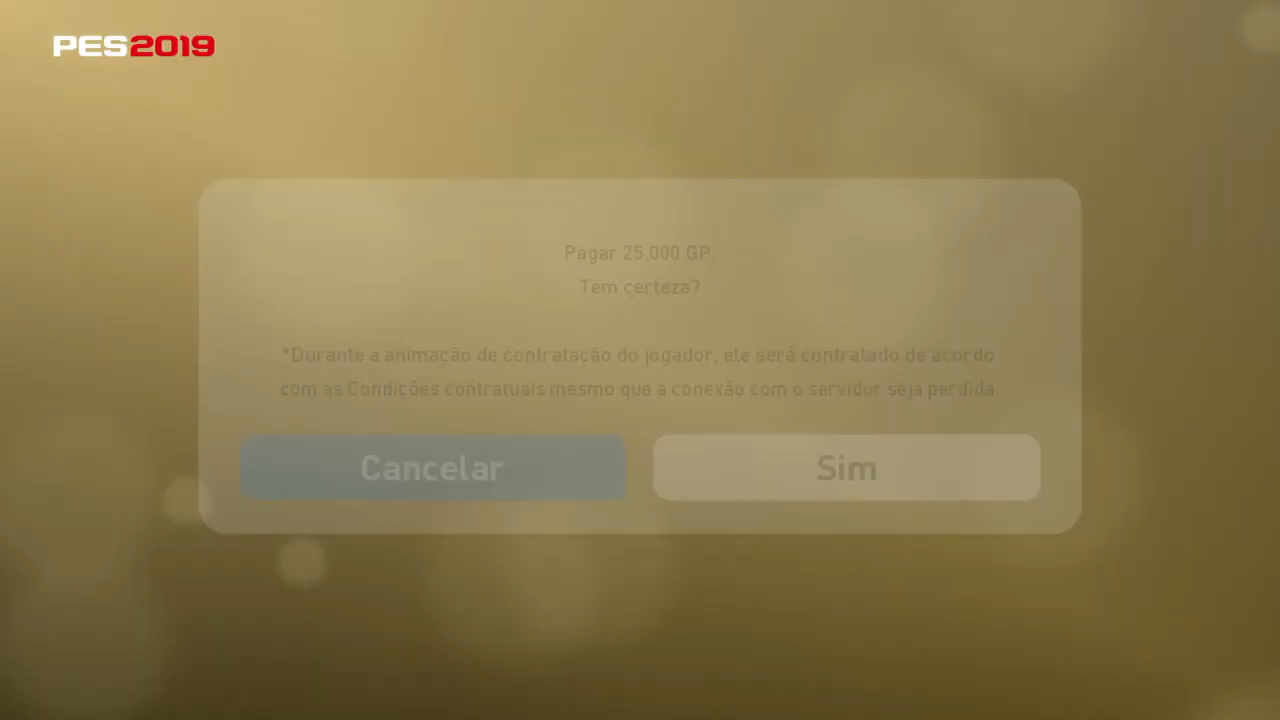 PES2019
Pagar 25.000 GP.
Tem certeza?
*Durante a animação de contratação do jogador, ele será contratado de acordo
com as Condições contratuais mesmo que a conexão com o servidor seja perdida
Cancelar
Sim